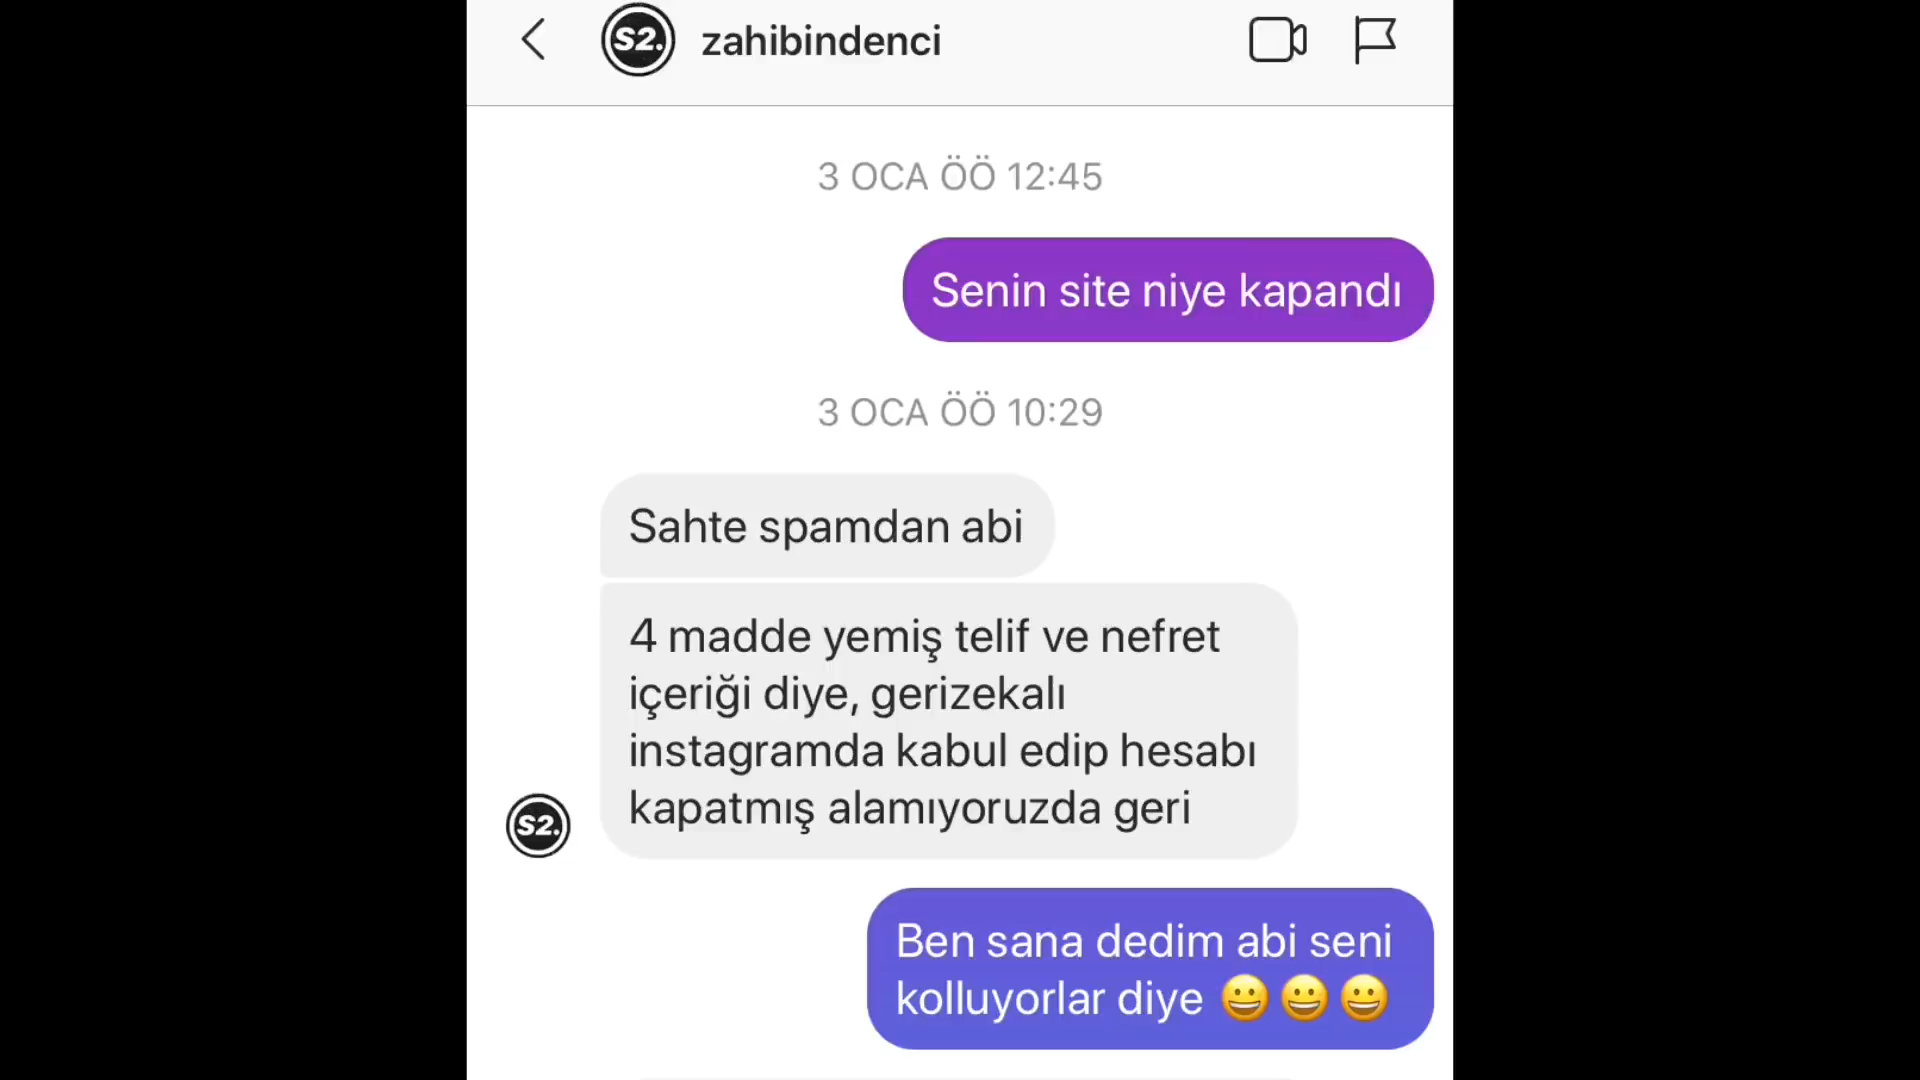 S2. zahibindenci
3 OCA ÖÖ 12:45
Senin site niye kapandı
3 OCA ÖÖ 10:29
Sahte spamdan abi
4 madde yemiş telif ve nefret
içeriği diye, gerizekalı
instagramda kabul edip hesabı
kapatmış alamıyoruzda geri
S2.
Ben sana dedim abi seni
kolluyorlar diye 😀😀😀